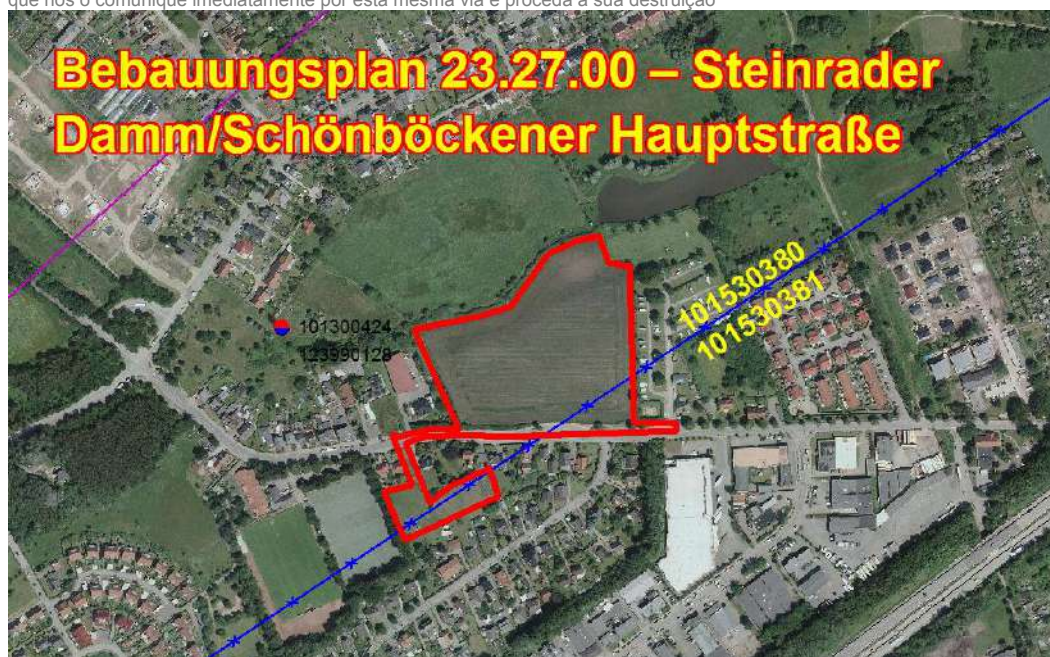 que nos o comunique imediatamente por esta mesma via e proceda a sua destruição
Bebauungsplan 23.27.00 – Steinrader
Damm/Schönböckener Hauptstraße
101530380
101530381
101300424
123990128